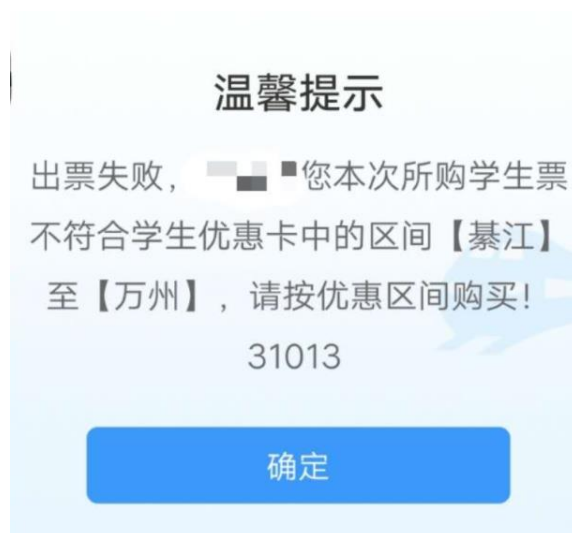 温馨提示
出票失败，您本次所购学生票
不符合学生优惠卡中的区间【綦江】
至【万州】，请按优惠区间购买！
31013
确定